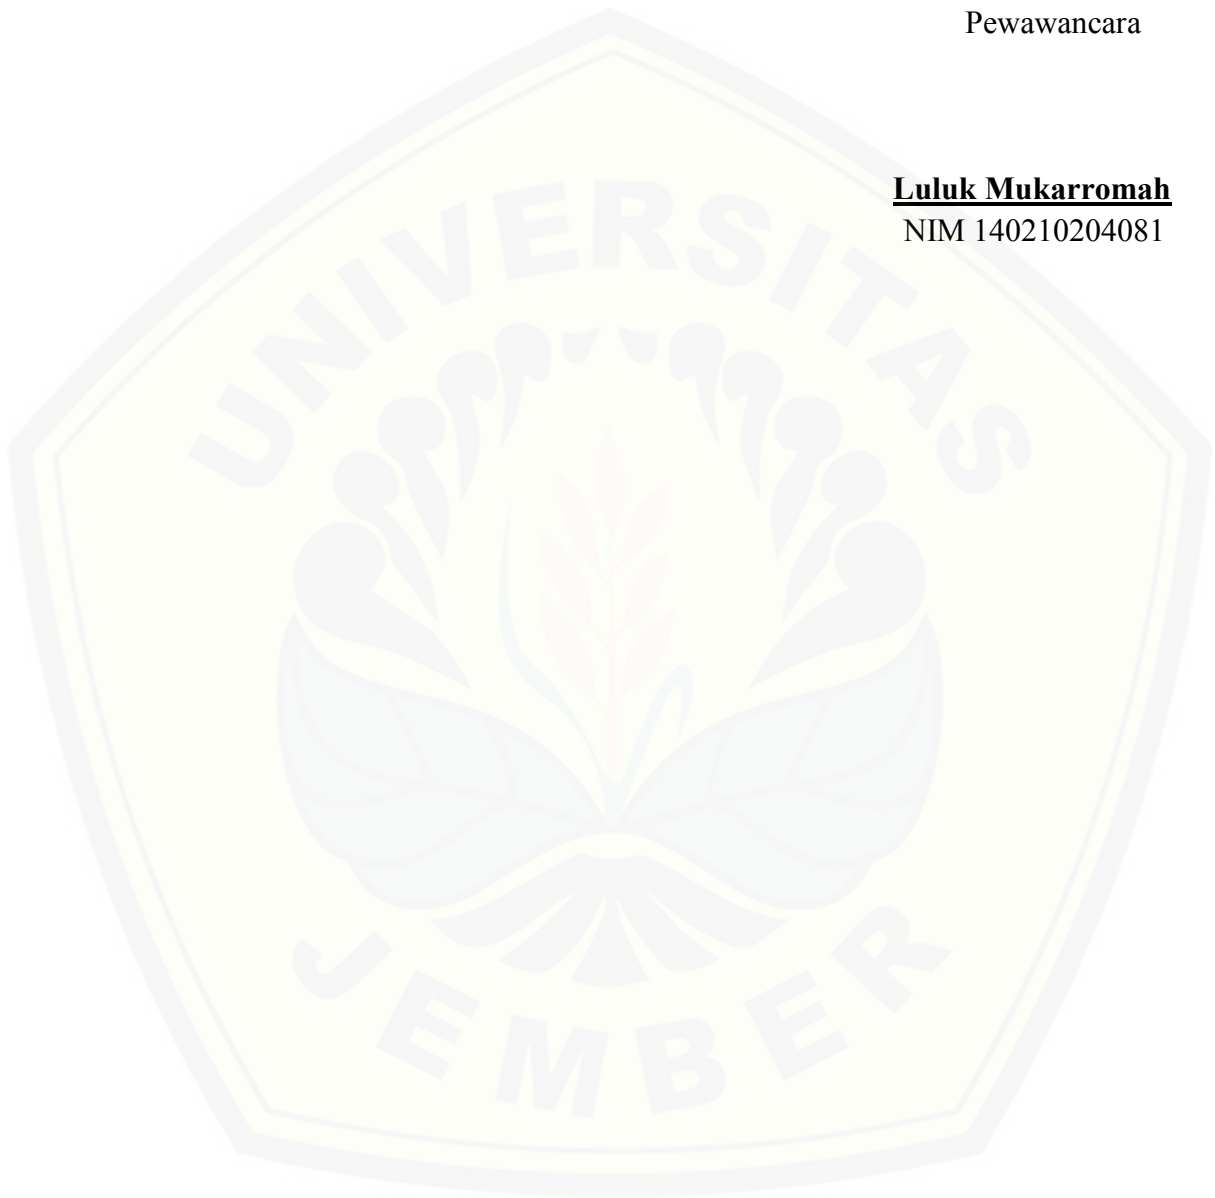 Pewawancara
Luluk Mukarromah
NIM 140210204081
UNIVERSITAS
JEMBER